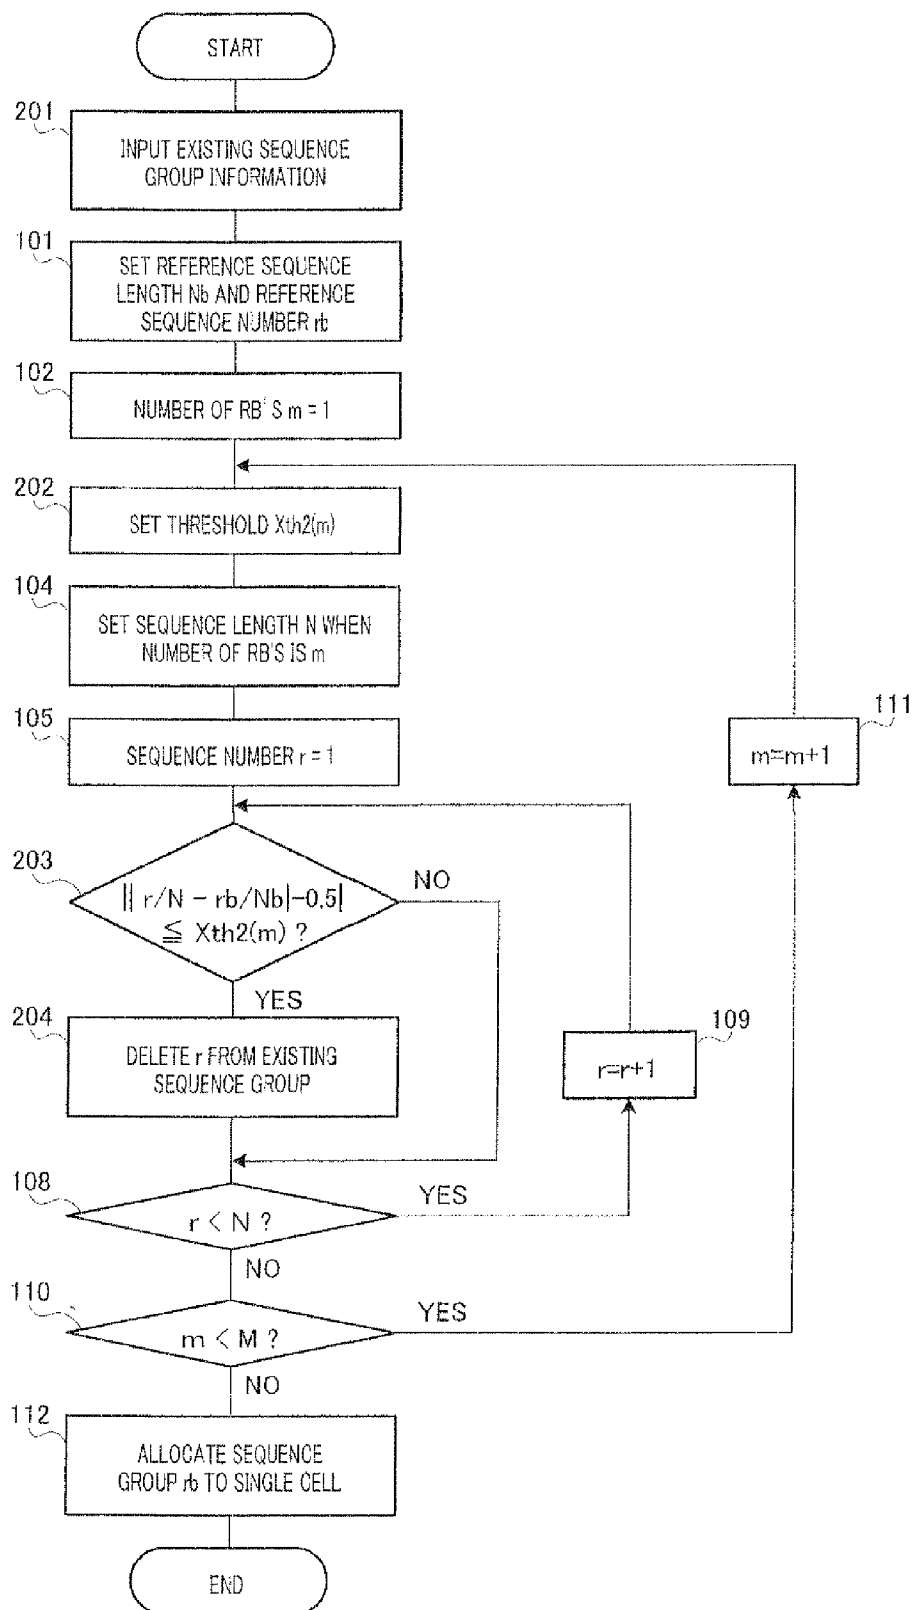 START
201
INPUT EXISTING SEQUENCE
GROUP INFORMATION
101
SET REFERENCE SEQUENCE
LENGTH Nb AND REFERENCE
SEQUENCE NUMBER rb
102
NUMBER OF RB'S m = 1
202
SET THRESHOLD Xth2(m)
104
SET SEQUENCE LENGTH N WHEN
NUMBER OF RB'S IS m
105
SEQUENCE NUMBER r = 1
111
m=m+1
203
|| r/N - rb/Nb|-0.5|
≦ Xth2(m) ?
NO
YES
204
DELETE r FROM EXISTING
SEQUENCE GROUP
109
r=r+1
108
r < N ?
YES
NO
110
m < M ?
YES
NO
112
ALLOCATE SEQUENCE
GROUP rb TO SINGLE CELL
END